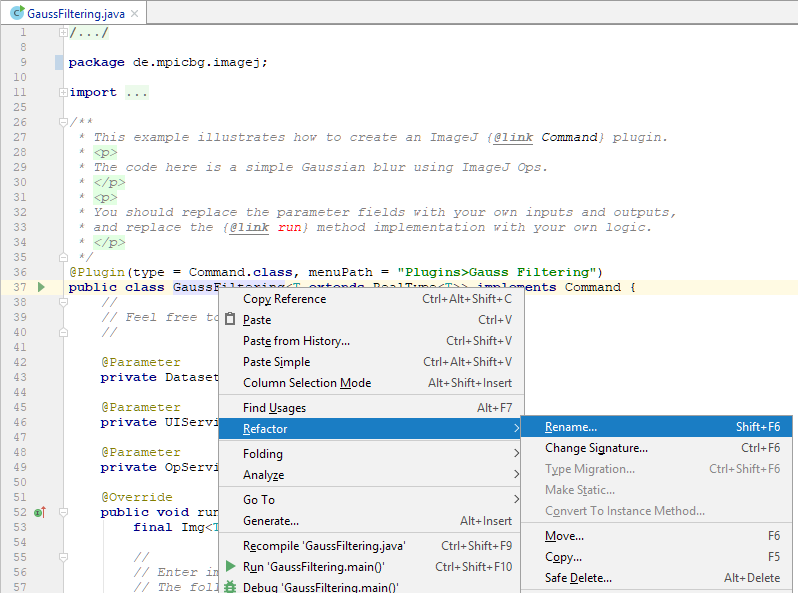 GaussFiltering.java
1 /.../
8
9 package de.mpicbg.imagej;
10
11 import ...
25
26 /**
27 * This example illustrates how to create an ImageJ {@link Command} plugin.
28 * <p>
29 * The code here is a simple Gaussian blur using ImageJ Ops.
30 * </p>
31 * <p>
32 * You should replace the parameter fields with your own inputs and outputs,
33 * and replace the {@link run} method implementation with your own logic.
34 * </p>
35 */
36 @Plugin(type = Command.class, menuPath = "Plugins>Gauss Filtering")
37 public class GaussFiltering<T extends RealType<T>> implements Command {
38 //
39 // Feel free to
40 //
41
42 @Parameter
43 private Dataset
44
45 @Parameter
46 private UIServi
47
48 @Parameter
49 private OpServi
50
51 @Override
52 public void run
53 final Img<T
54
55 //
56 // Enter im
57 // The foll
Copy Reference Ctrl+Alt+Shift+C
Paste Ctrl+V
Paste from History... Ctrl+Shift+V
Paste Simple Ctrl+Alt+Shift+V
Column Selection Mode Alt+Shift+Insert
Find Usages Alt+F7
Refactor
Folding
Analyze
Go To
Generate... Alt+Insert
Recompile 'GaussFiltering.java' Ctrl+Shift+F9
Run 'GaussFiltering.main()' Ctrl+Shift+F10
Debug 'GaussFiltering.main()'
Rename... Shift+F6
Change Signature... Ctrl+F6
Type Migration... Ctrl+Shift+F6
Make Static...
Convert To Instance Method...
Move... F6
Copy... F5
Safe Delete... Alt+Delete